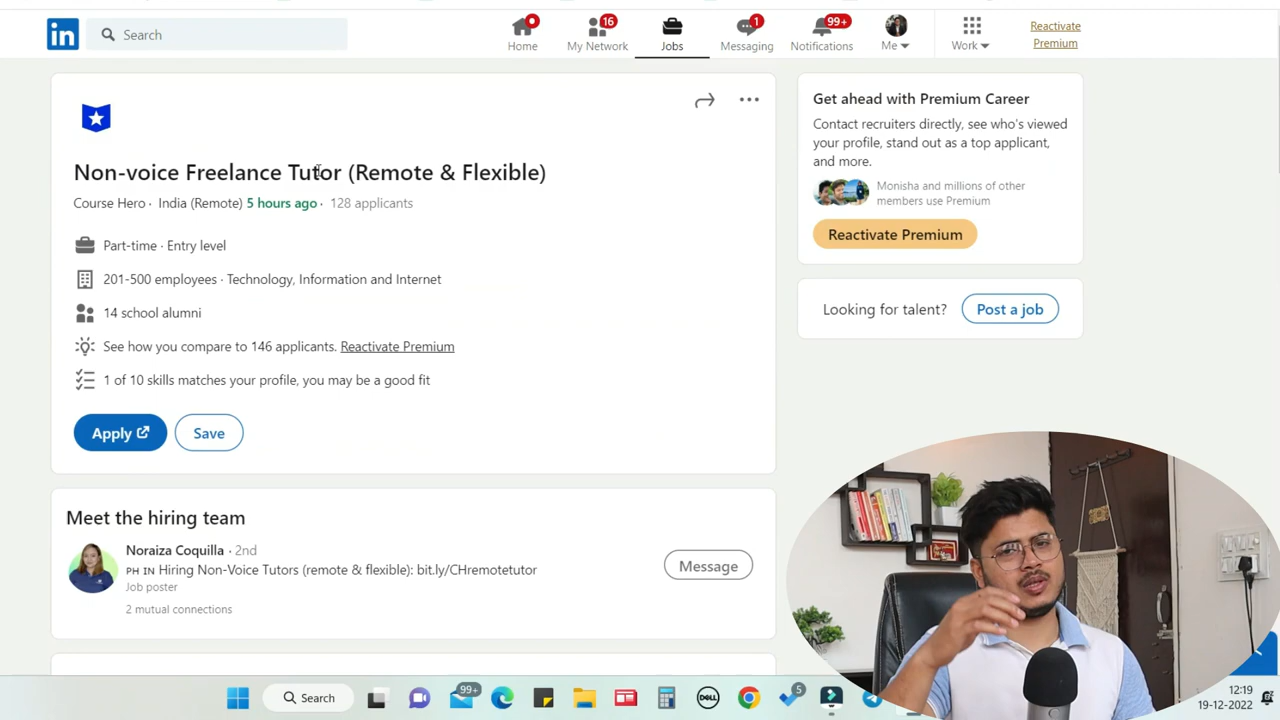 in
Search
Home
16
My Network
Jobs
1
Messaging
99+
Notifications
Me
Work
Reactivate
Premium
Non-voice Freelance Tutor (Remote & Flexible)
Course Hero · India (Remote) 5 hours ago · 128 applicants
Part-time · Entry level
201-500 employees · Technology, Information and Internet
14 school alumni
See how you compare to 146 applicants. Reactivate Premium
1 of 10 skills matches your profile, you may be a good fit
Apply
Save
Get ahead with Premium Career
Contact recruiters directly, see who's viewed
your profile, stand out as a top applicant,
and more.
Monisha and millions of other
members use Premium
Reactivate Premium
Looking for talent?
Post a job
Meet the hiring team
Noraiza Coquilla · 2nd
PH IN Hiring Non-Voice Tutors (remote & flexible): bit.ly/CHremotetutor
Job poster
2 mutual connections
Message
Search
99+
DELL
5
12:19
19-12-2022